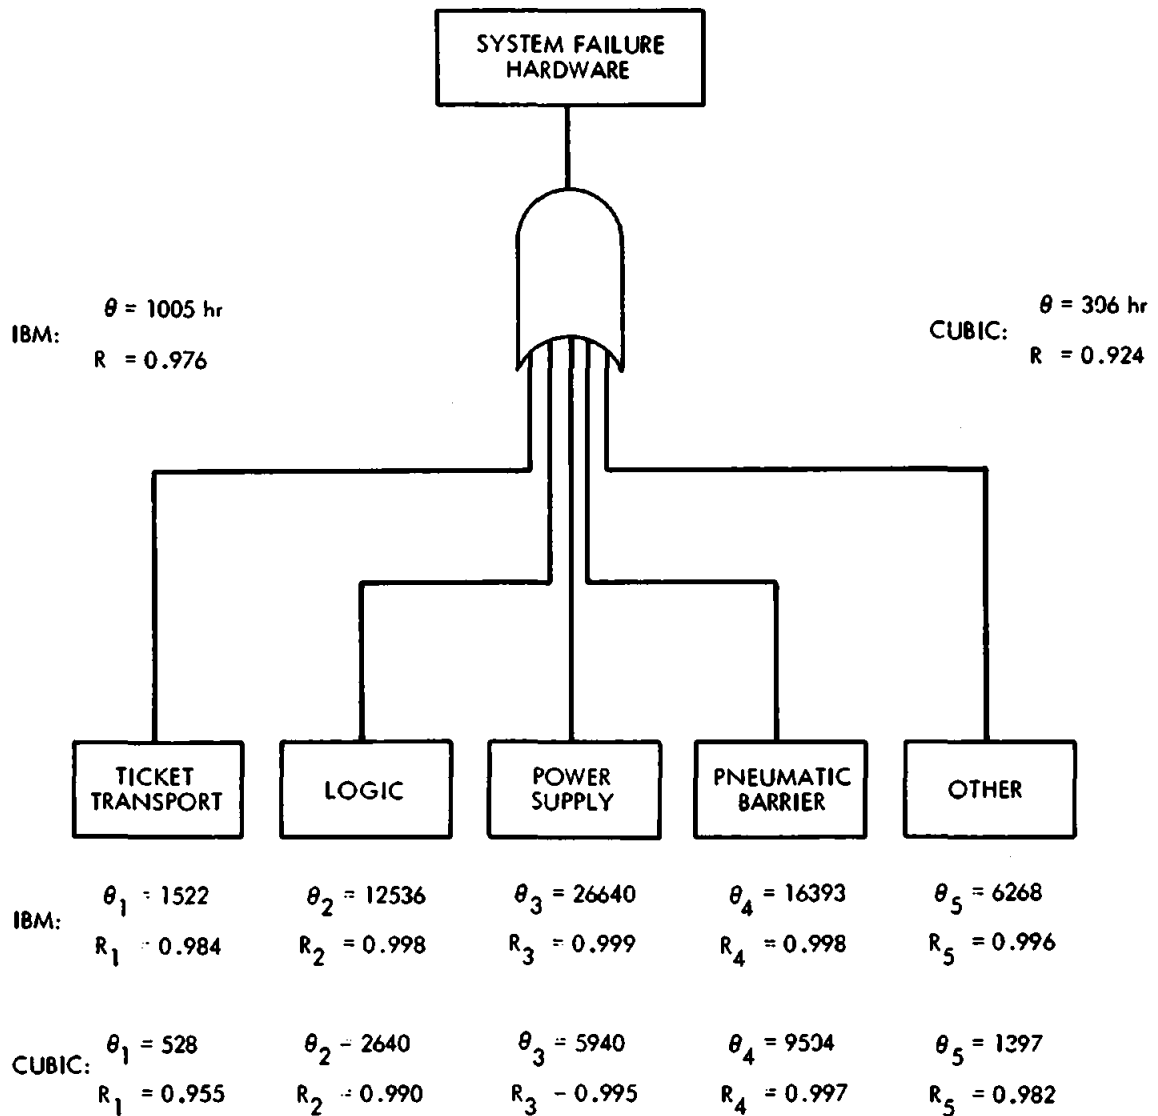 SYSTEM FAILURE
HARDWARE
IBM:
θ = 1005 hr
R = 0.976
CUBIC:
θ = 306 hr
R = 0.924
TICKET
TRANSPORT
LOGIC
POWER
SUPPLY
PNEUMATIC
BARRIER
OTHER
IBM:
θ1 = 1522 θ2 = 12536 θ3 = 26640 θ4 = 16393 θ5 = 6268
R1 = 0.984 R2 = 0.998 R3 = 0.999 R4 = 0.998 R5 = 0.996
CUBIC:
θ1 = 528 θ2 = 2640 θ3 = 5940 θ4 = 9504 θ5 = 1397
R1 = 0.955 R2 = 0.990 R3 = 0.995 R4 = 0.997 R5 = 0.982